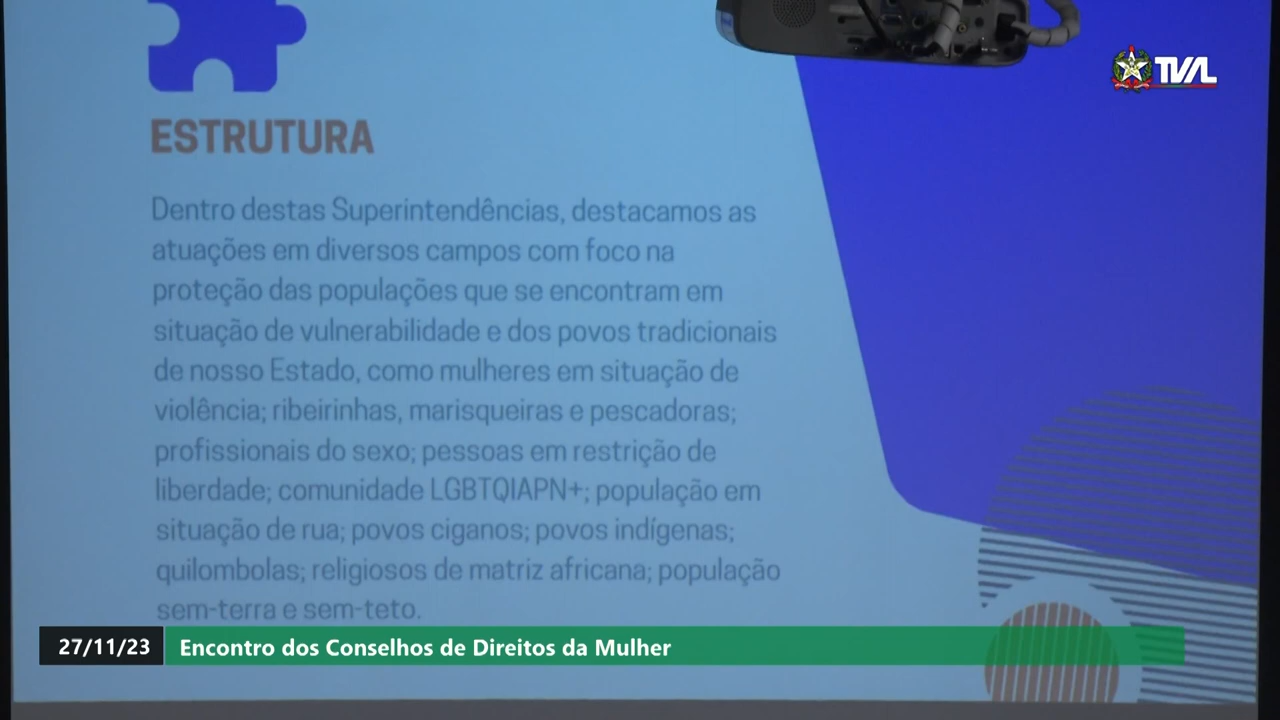 TVAL
ESTRUTURA
Dentro destas Superintendências, destacamos as
atuações em diversos campos com foco na
proteção das populações que se encontram em
situação de vulnerabilidade e dos povos tradicionais
de nosso Estado, como mulheres em situação de
violência; ribeirinhas, marisqueiras e pescadoras;
profissionais do sexo; pessoas em restrição de
liberdade; comunidade LGBTQIAPN+; população em
situação de rua; povos ciganos; povos indígenas;
quilombolas; religiosos de matriz africana; população
sem-terra e sem-teto.
27/11/23 Encontro dos Conselhos de Direitos da Mulher